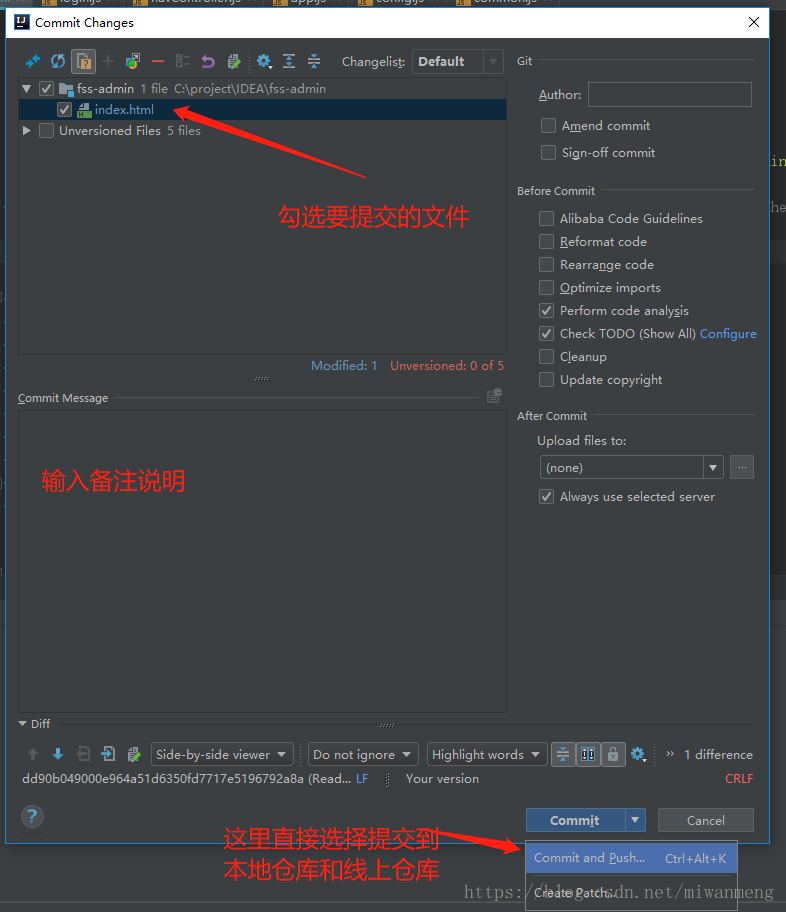 Commit Changes
Changelist: Default
Git
fss-admin 1 file C:\project\IDEA\fss-admin
index.html
Unversioned Files 5 files
勾选要提交的文件
Author:
Amend commit
Sign-off commit
Before Commit
Alibaba Code Guidelines
Reformat code
Rearrange code
Optimize imports
Perform code analysis
Check TODO (Show All) Configure
Cleanup
Update copyright
Modified: 1 Unversioned: 0 of 5
Commit Message
输入备注说明
After Commit
Upload files to:
(none)
...
Always use selected server
Diff
Side-by-side viewer
Do not ignore
Highlight words
» 1 difference
dd90b049000e964a51d6350fd7717e5196792a8a (Read... LF
Your version
CRLF
?
Commit
Cancel
这里直接选择提交到
本地仓库和线上仓库
Commit and Push... Ctrl+Alt+K
Create Patch...
https://blog.csdn.net/miwanmeng